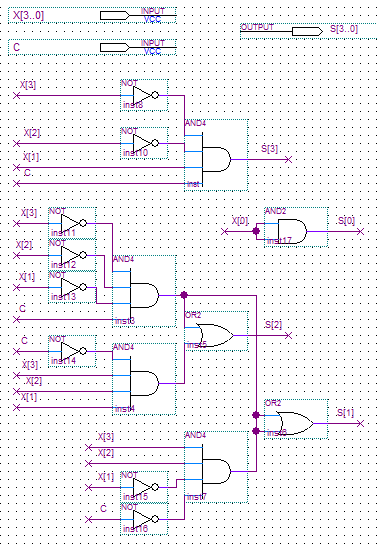 X[3..0]
INPUT
VCC
OUTPUT
S[3..0]
C
INPUT
VCC
X[3]
NOT
inst8
X[2]
NOT
inst10
AND4
X[1]
S[3]
C
inst
X[3]
NOT
inst11
X[0]
AND2
S[0]
inst17
X[2]
NOT
inst12
AND4
X[1]
NOT
inst13
C
inst3
OR2
S[2]
inst5
C
NOT
inst14
AND4
X[3]
X[2]
X[1]
inst4
OR2
S[1]
inst6
X[3]
AND4
X[2]
X[1]
NOT
inst15
inst7
C
NOT
inst16